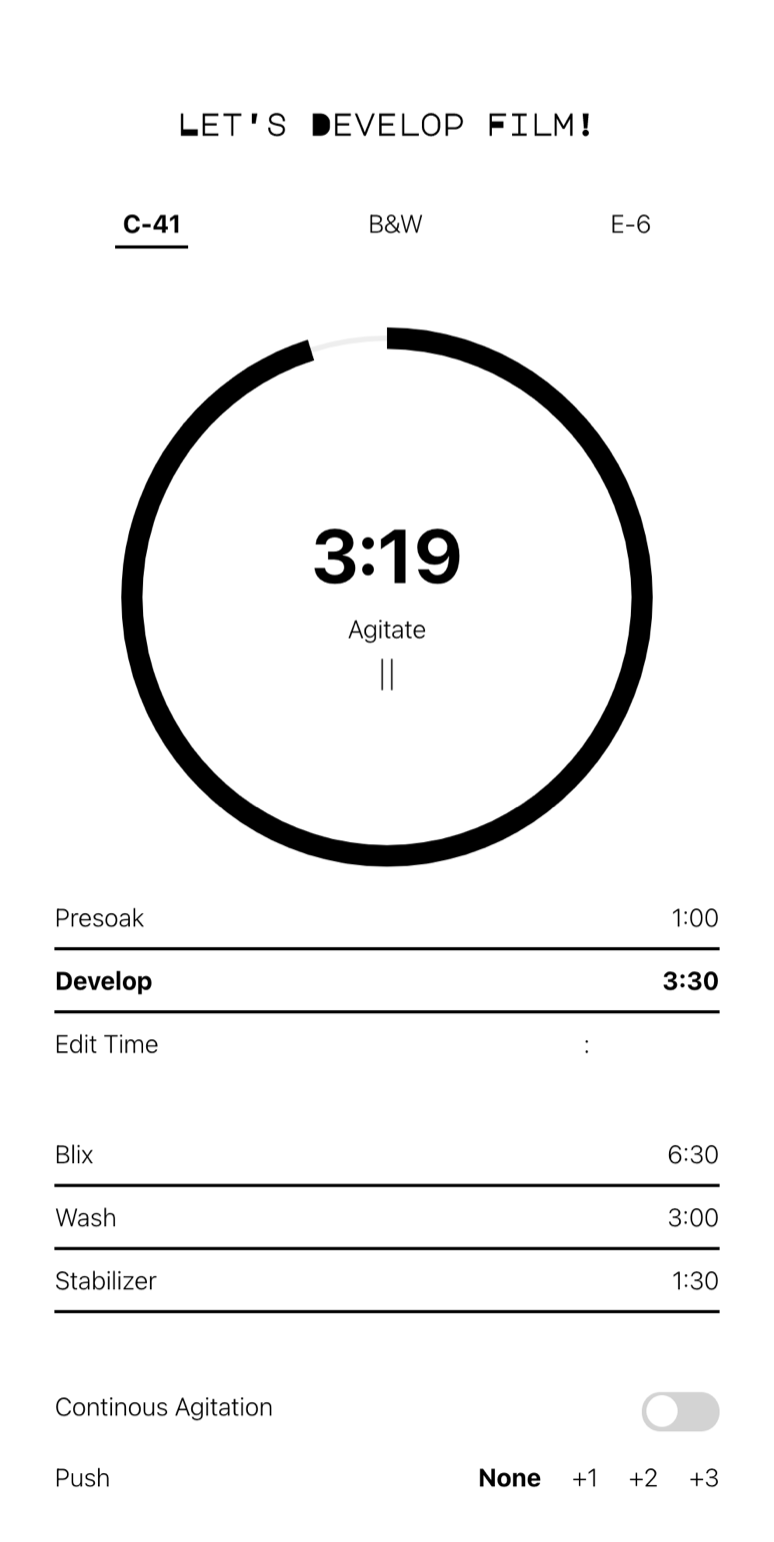 LET'S DEVELOP FILM!
C-41 B&W E-6
3:19
Agitate
Presoak 1:00
Develop 3:30
Edit Time :
Blix 6:30
Wash 3:00
Stabilizer 1:30
Continous Agitation
Push None +1 +2 +3